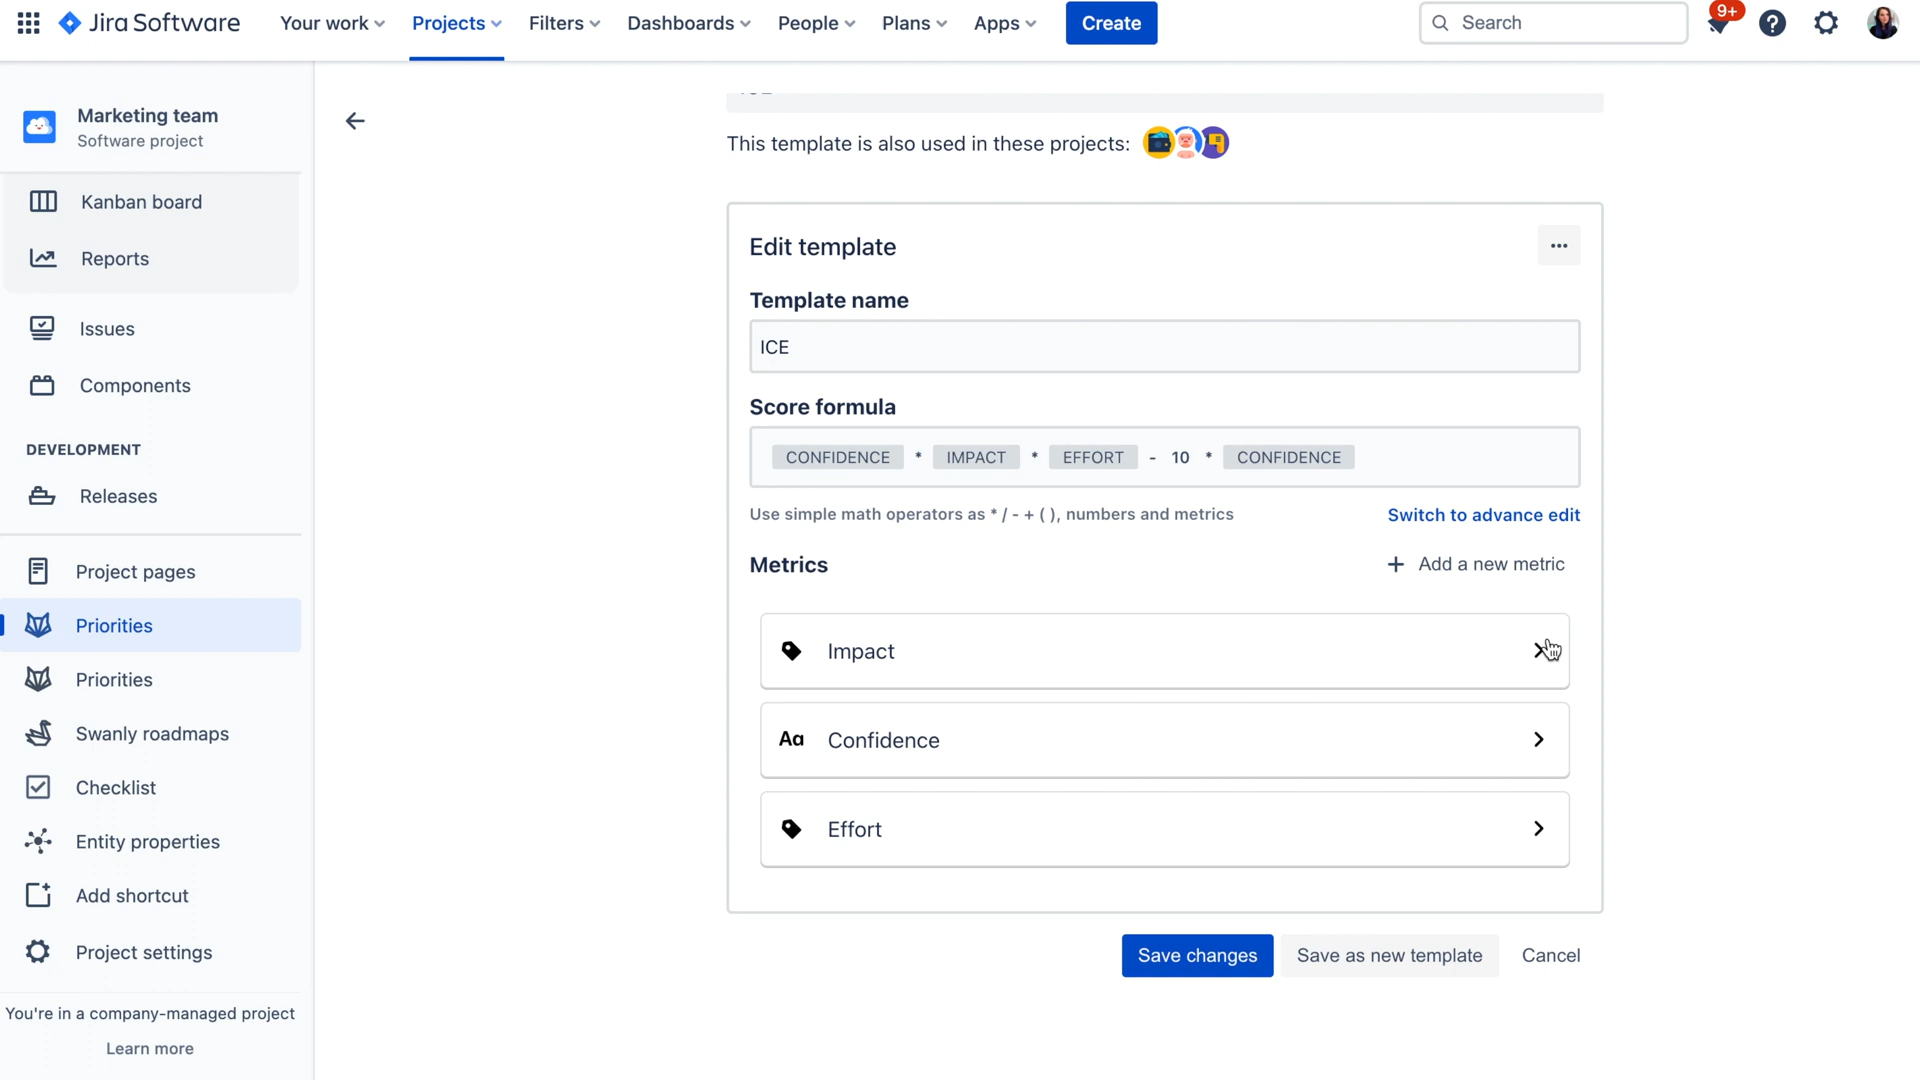 Jira Software
Your work
Projects
Filters
Dashboards
People
Plans
Apps
Create
Search
9+
Marketing team
Software project
Kanban board
Reports
Issues
Components
DEVELOPMENT
Releases
Project pages
Priorities
Priorities
Swanly roadmaps
Checklist
Entity properties
Add shortcut
Project settings
You're in a company-managed project
Learn more
This template is also used in these projects:
Edit template
Template name
ICE
Score formula
CONFIDENCE * IMPACT * EFFORT - 10 * CONFIDENCE
Use simple math operators as * / - + ( ), numbers and metrics
Switch to advance edit
Metrics
+ Add a new metric
Impact
Aa Confidence
Effort
Save changes
Save as new template
Cancel